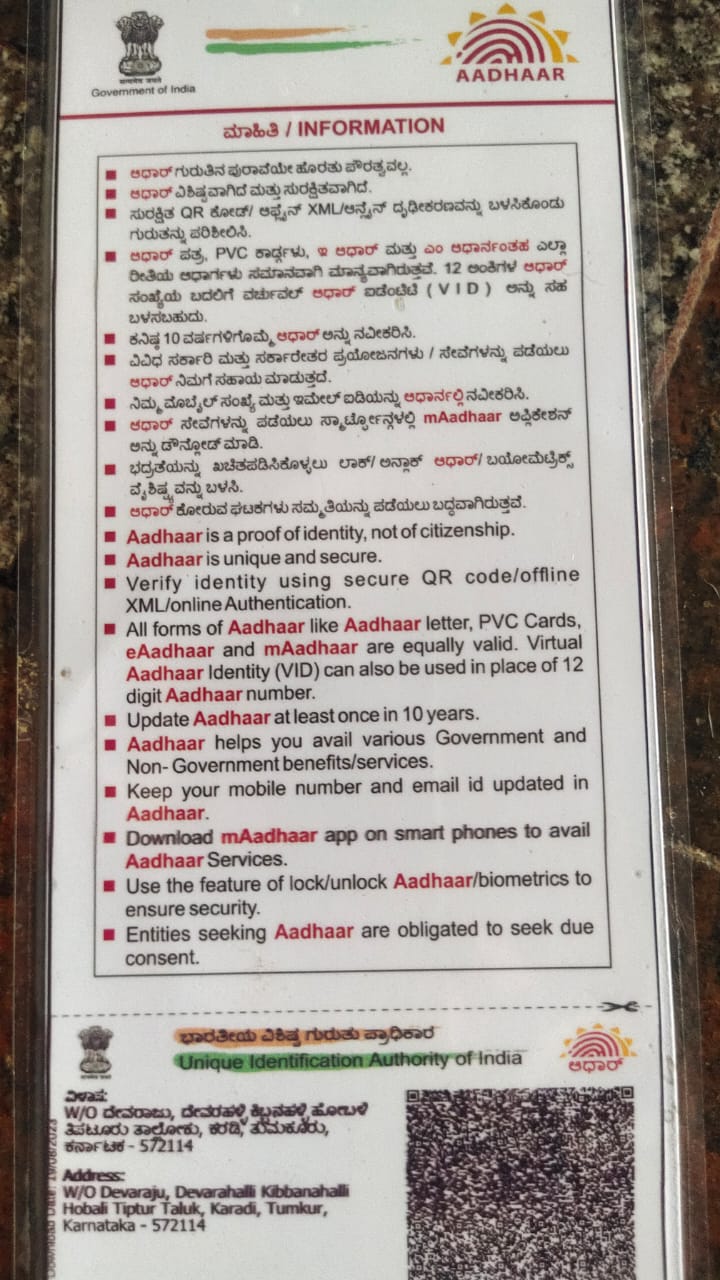 सत्यमेव जयते
Government of India
AADHAAR
ಮಾಹಿತಿ / INFORMATION
■ ಆಧಾರ್ ಗುರುತಿನ ಪುರಾವೆಯೇ ಹೊರತು ಪೌರತ್ವವಲ್ಲ.
■ ಆಧಾರ್ ವಿಶಿಷ್ಟವಾಗಿದೆ ಮತ್ತು ಸುರಕ್ಷಿತವಾಗಿದೆ.
■ ಸುರಕ್ಷಿತ QR ಕೋಡ್/ ಆಫ್ಲೈನ್ XML/ಆನ್ಲೈನ್ ದೃಢೀಕರಣವನ್ನು ಬಳಸಿಕೊಂಡು
ಗುರುತನ್ನು ಪರಿಶೀಲಿಸಿ.
■ ಆಧಾರ್ ಪತ್ರ, PVC ಕಾರ್ಡ್ಗಳು, ಇ ಆಧಾರ್ ಮತ್ತು ಎಂ ಆಧಾರ್ನಂತಹ ಎಲ್ಲಾ
ರೀತಿಯ ಆಧಾರ್ಗಳು ಸಮಾನವಾಗಿ ಮಾನ್ಯವಾಗಿರುತ್ತವೆ. 12 ಅಂಕಿಗಳ ಆಧಾರ್
ಸಂಖ್ಯೆಯ ಬದಲಿಗೆ ವರ್ಚುವಲ್ ಆಧಾರ್ ಐಡೆಂಟಿಟಿ ( V I D ) ಅನ್ನು ಸಹ
ಬಳಸಬಹುದು.
■ ಕನಿಷ್ಠ 10 ವರ್ಷಗಳಿಗೊಮ್ಮೆ ಆಧಾರ್ ಅನ್ನು ನವೀಕರಿಸಿ.
■ ವಿವಿಧ ಸರ್ಕಾರಿ ಮತ್ತು ಸರ್ಕಾರೇತರ ಪ್ರಯೋಜನಗಳು / ಸೇವೆಗಳನ್ನು ಪಡೆಯಲು
ಆಧಾರ್ ನಿಮಗೆ ಸಹಾಯ ಮಾಡುತ್ತದೆ.
■ ನಿಮ್ಮ ಮೊಬೈಲ್ ಸಂಖ್ಯೆ ಮತ್ತು ಇಮೇಲ್ ಐಡಿಯನ್ನು ಆಧಾರ್ನಲ್ಲಿ ನವೀಕರಿಸಿ.
■ ಆಧಾರ್ ಸೇವೆಗಳನ್ನು ಪಡೆಯಲು ಸ್ಮಾರ್ಟ್ಫೋನ್ಗಳಲ್ಲಿ mAadhaar ಅಪ್ಲಿಕೇಶನ್
ಅನ್ನು ಡೌನ್ಲೋಡ್ ಮಾಡಿ.
■ ಭದ್ರತೆಯನ್ನು ಖಚಿತಪಡಿಸಿಕೊಳ್ಳಲು ಲಾಕ್/ ಅನ್ಲಾಕ್ ಆಧಾರ್/ ಬಯೋಮೆಟ್ರಿಕ್ಸ್
ವೈಶಿಷ್ಟ್ಯವನ್ನು ಬಳಸಿ.
■ ಆಧಾರ್ ಕೋರುವ ಘಟಕಗಳು ಸಮ್ಮತಿಯನ್ನು ಪಡೆಯಲು ಬದ್ಧವಾಗಿರುತ್ತವೆ.
■ Aadhaar is a proof of identity, not of citizenship.
■ Aadhaar is unique and secure.
■ Verify identity using secure QR code/offline
XML/online Authentication.
■ All forms of Aadhaar like Aadhaar letter, PVC Cards,
eAadhaar and mAadhaar are equally valid. Virtual
Aadhaar Identity (VID) can also be used in place of 12
digit Aadhaar number.
■ Update Aadhaar at least once in 10 years.
■ Aadhaar helps you avail various Government and
Non- Government benefits/services.
■ Keep your mobile number and email id updated in
Aadhaar.
■ Download mAadhaar app on smart phones to avail
Aadhaar Services.
■ Use the feature of lock/unlock Aadhaar/biometrics to
ensure security.
■ Entities seeking Aadhaar are obligated to seek due
consent.
ಭಾರತೀಯ ವಿಶಿಷ್ಟ ಗುರುತು ಪ್ರಾಧಿಕಾರ
Unique Identification Authority of India
ಆಧಾರ್
ವಿಳಾಸ:
W/O ದೇವರಾಜು, ದೇವರಹಳ್ಳಿ ಕಿಬ್ಬನಹಳ್ಳಿ ಹೋಬಳಿ
ತಿಪಟೂರು ತಾಲ್ಲೋಕು, ಕರಡಿ, ತುಮಕೂರು,
ಕರ್ನಾಟಕ - 572114
Address:
W/O Devaraju, Devarahalli Kibbanahalli
Hobali Tiptur Taluk, Karadi, Tumkur,
Karnataka - 572114
Download Date: 19/08/2023